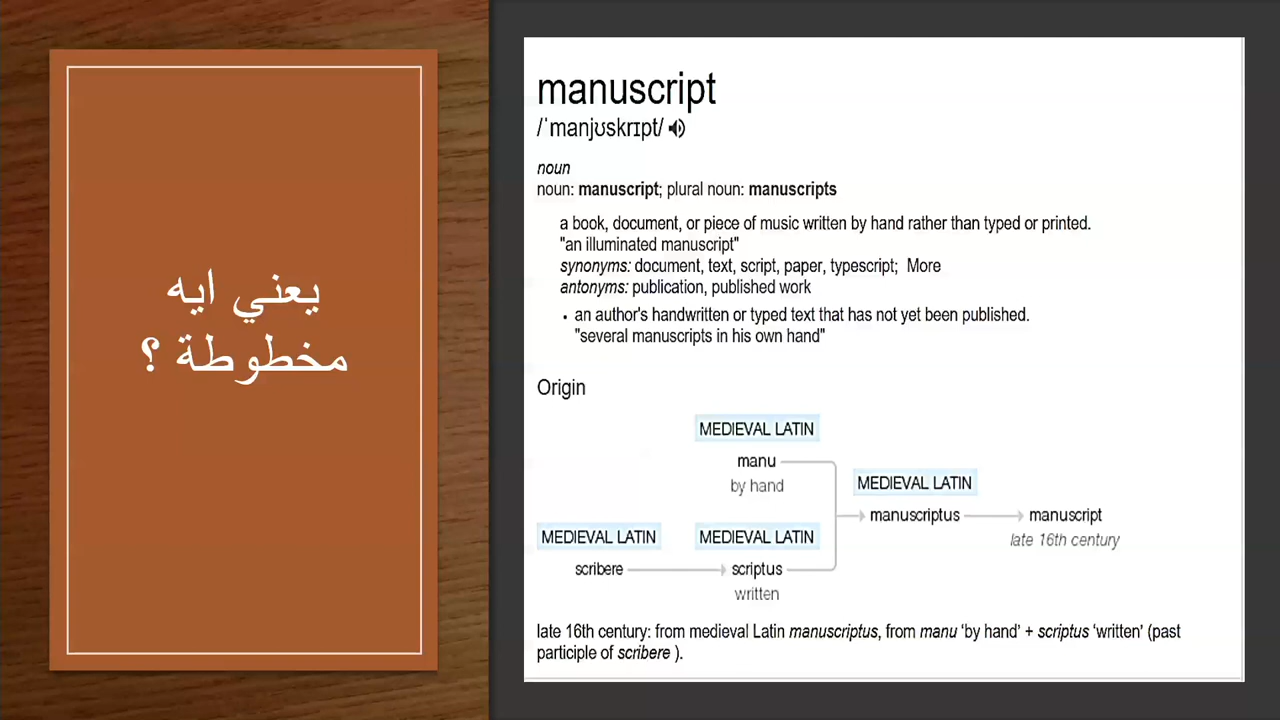 يعني ايه
مخطوطة ؟
manuscript
/ˈmanjʊskrɪpt/
noun
noun: manuscript; plural noun: manuscripts
a book, document, or piece of music written by hand rather than typed or printed.
"an illuminated manuscript"
synonyms: document, text, script, paper, typescript; More
antonyms: publication, published work
• an author's handwritten or typed text that has not yet been published.
"several manuscripts in his own hand"
Origin
MEDIEVAL LATIN
manu
by hand
MEDIEVAL LATIN
manuscriptus
manuscript
late 16th century
MEDIEVAL LATIN
scribere
MEDIEVAL LATIN
scriptus
written
late 16th century: from medieval Latin manuscriptus, from manu ‘by hand’ + scriptus ‘written’ (past
participle of scribere ).